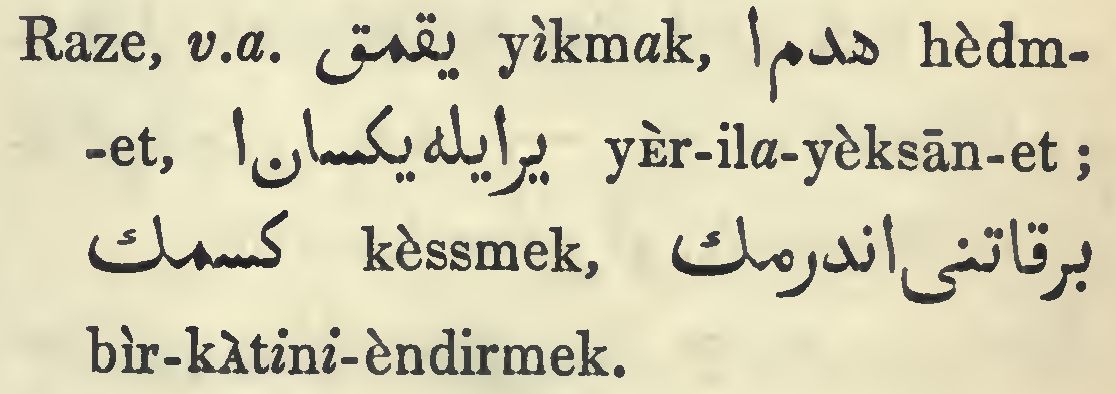 Raze, v.a. يقمق yìkmak, هدم ا hèdm-
-et, يرايله يكسان ا yÈr-ila-yèksān-et ;
كسمك kèssmek, برقاتنى اندرمك
bìr-kÀtini-èndirmek.